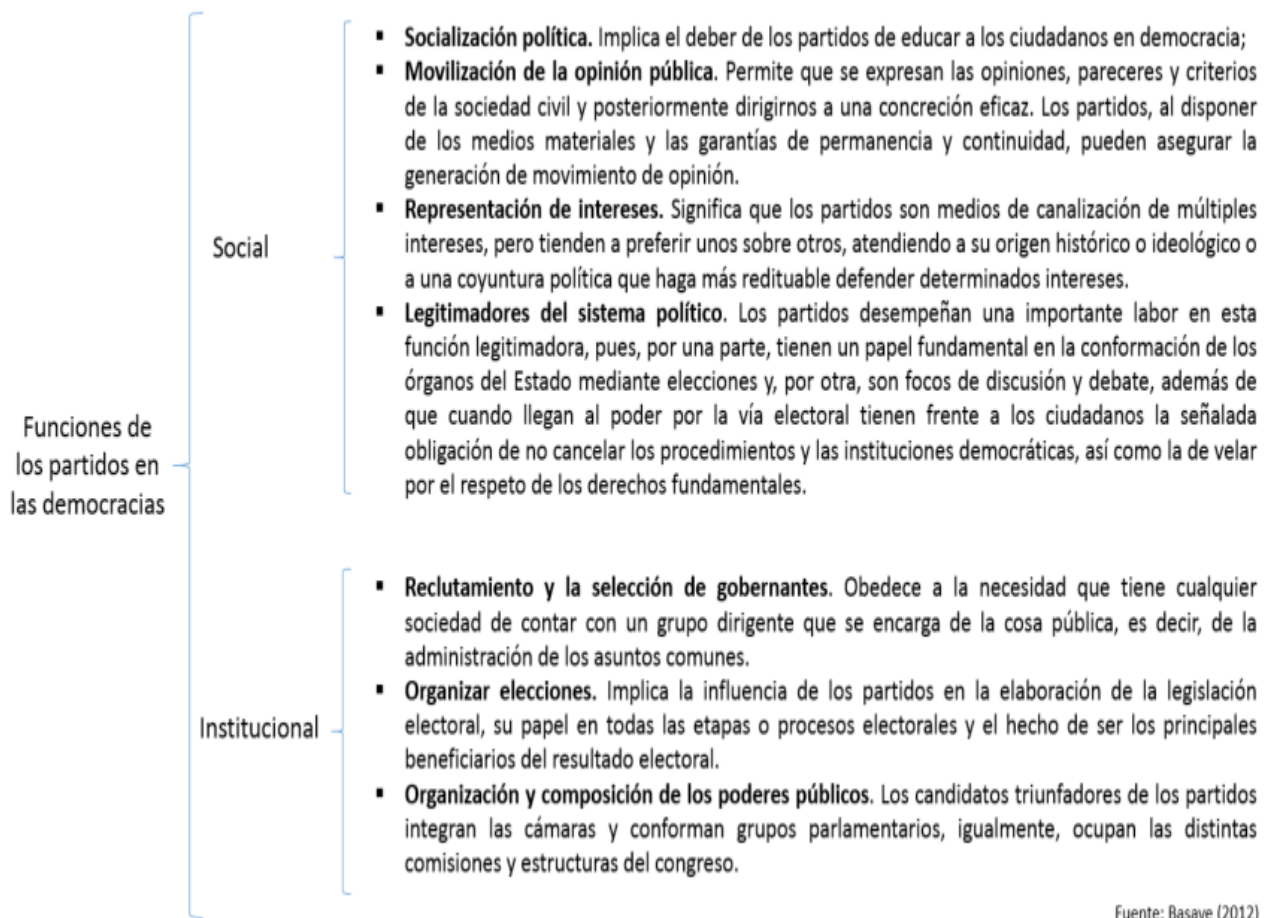 Funciones de
los partidos en
las democracias
Social
▪ Socialización política. Implica el deber de los partidos de educar a los ciudadanos en democracia;
▪ Movilización de la opinión pública. Permite que se expresan las opiniones, pareceres y criterios
de la sociedad civil y posteriormente dirigirnos a una concreción eficaz. Los partidos, al disponer
de los medios materiales y las garantías de permanencia y continuidad, pueden asegurar la
generación de movimiento de opinión.
▪ Representación de intereses. Significa que los partidos son medios de canalización de múltiples
intereses, pero tienden a preferir unos sobre otros, atendiendo a su origen histórico o ideológico o
a una coyuntura política que haga más redituable defender determinados intereses.
▪ Legitimadores del sistema político. Los partidos desempeñan una importante labor en esta
función legitimadora, pues, por una parte, tienen un papel fundamental en la conformación de los
órganos del Estado mediante elecciones y, por otra, son focos de discusión y debate, además de
que cuando llegan al poder por la vía electoral tienen frente a los ciudadanos la señalada
obligación de no cancelar los procedimientos y las instituciones democráticas, así como la de velar
por el respeto de los derechos fundamentales.
Institucional
▪ Reclutamiento y la selección de gobernantes. Obedece a la necesidad que tiene cualquier
sociedad de contar con un grupo dirigente que se encarga de la cosa pública, es decir, de la
administración de los asuntos comunes.
▪ Organizar elecciones. Implica la influencia de los partidos en la elaboración de la legislación
electoral, su papel en todas las etapas o procesos electorales y el hecho de ser los principales
beneficiarios del resultado electoral.
▪ Organización y composición de los poderes públicos. Los candidatos triunfadores de los partidos
integran las cámaras y conforman grupos parlamentarios, igualmente, ocupan las distintas
comisiones y estructuras del congreso.
Fuente: Basave (2012)